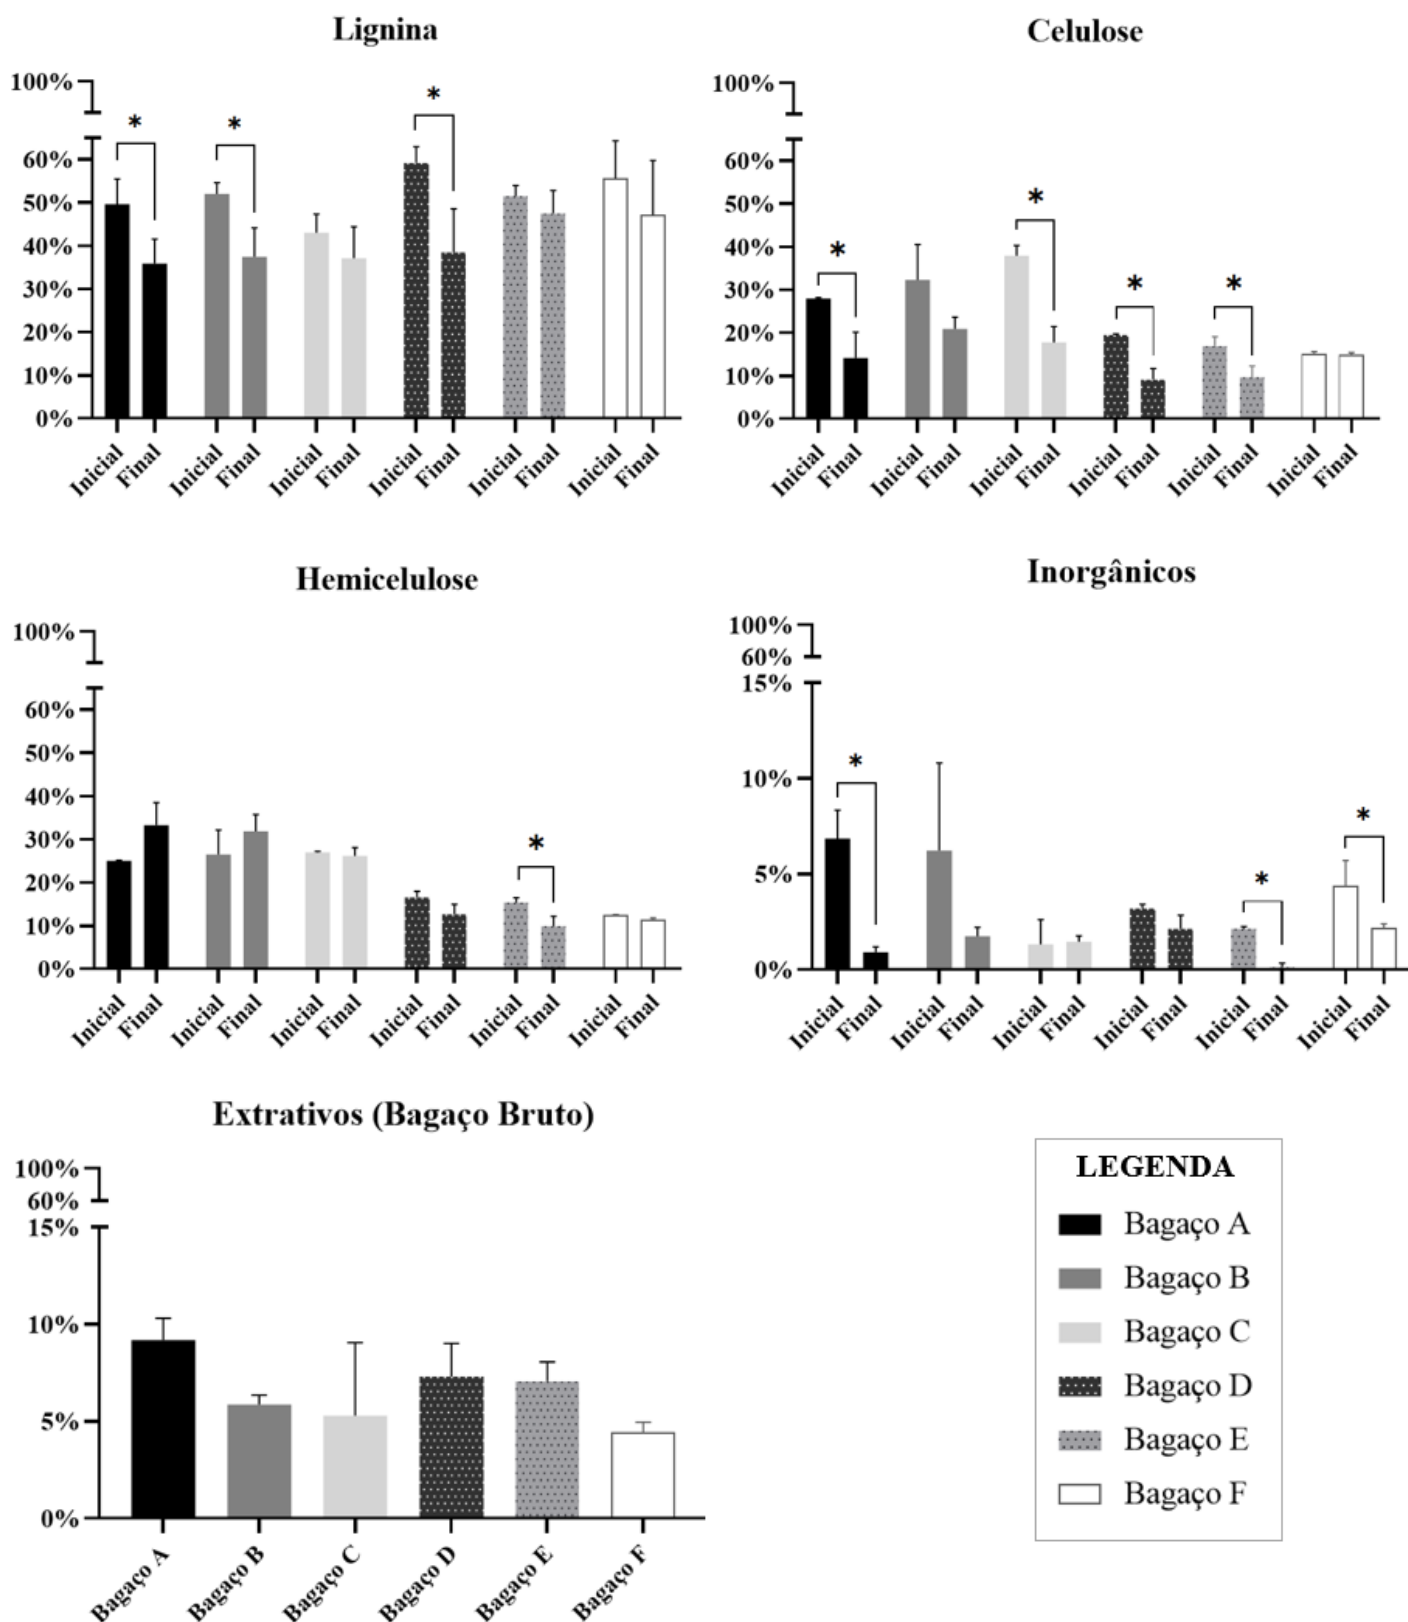 Lignina
100%
60%
50%
40%
30%
20%
10%
0%
* * *
Inicial Final Inicial Final Inicial Final Inicial Final Inicial Final Inicial Final
Celulose
100%
60%
50%
40%
30%
20%
10%
0%
* * * *
Inicial Final Inicial Final Inicial Final Inicial Final Inicial Final Inicial Final
Hemicelulose
100%
60%
50%
40%
30%
20%
10%
0%
*
Inicial Final Inicial Final Inicial Final Inicial Final Inicial Final Inicial Final
Inorgânicos
100%
60%
15%
10%
5%
0%
* * *
Inicial Final Inicial Final Inicial Final Inicial Final Inicial Final Inicial Final
Extrativos (Bagaço Bruto)
100%
60%
15%
10%
5%
0%
Bagaço A Bagaço B Bagaço C Bagaço D Bagaço E Bagaço F
LEGENDA
Bagaço A
Bagaço B
Bagaço C
Bagaço D
Bagaço E
Bagaço F